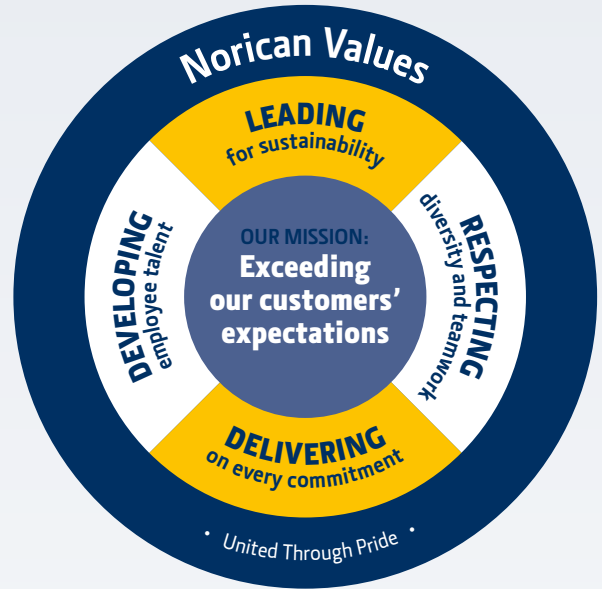 Norican Values
LEADING
for sustainability
RESPECTING
diversity and teamwork
DELIVERING
on every commitment
DEVELOPING
employee talent
OUR MISSION:
Exceeding
our customers’
expectations
• United Through Pride •